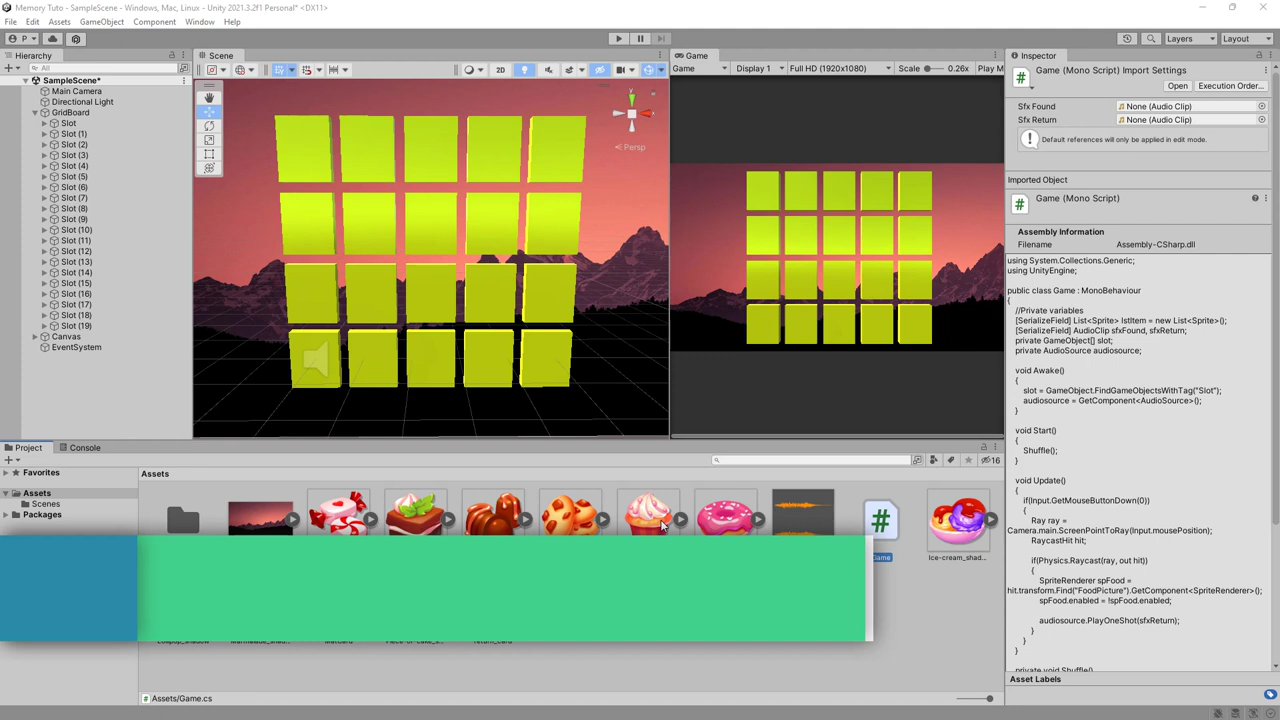 Memory Tuto - SampleScene - Windows, Mac, Linux - Unity 2021.3.2f1 Personal* <DX11>
File Edit Assets GameObject Component Window Help
P
Layers Layout
Hierarchy
All
SampleScene*
Main Camera
Directional Light
GridBoard
Slot
Slot (1)
Slot (2)
Slot (3)
Slot (4)
Slot (5)
Slot (6)
Slot (7)
Slot (8)
Slot (9)
Slot (10)
Slot (11)
Slot (12)
Slot (13)
Slot (14)
Slot (15)
Slot (16)
Slot (17)
Slot (18)
Slot (19)
Canvas
EventSystem
Scene
2D
Persp
Game
Game Display 1 Full HD (1920x1080) Scale 0.26x Play M
Inspector
Game (Mono Script) Import Settings
Open Execution Order...
Sfx Found None (Audio Clip)
Sfx Return None (Audio Clip)
Default references will only be applied in edit mode.
Imported Object
Game (Mono Script)
Assembly Information
Filename Assembly-CSharp.dll
using System.Collections.Generic;
using UnityEngine;
public class Game : MonoBehaviour
{
//Private variables
[SerializeField] List<Sprite> lstItem = new List<Sprite>();
[SerializeField] AudioClip sfxFound, sfxReturn;
private GameObject[] slot;
private AudioSource audiosource;
void Awake()
{
slot = GameObject.FindGameObjectsWithTag("Slot");
audiosource = GetComponent<AudioSource>();
}
void Start()
{
Shuffle();
}
void Update()
{
if(Input.GetMouseButtonDown(0))
{
Ray ray =
Camera.main.ScreenPointToRay(Input.mousePosition);
RaycastHit hit;
if(Physics.Raycast(ray, out hit))
{
SpriteRenderer spFood =
hit.transform.Find("FoodPicture").GetComponent<SpriteRenderer>();
spFood.enabled = !spFood.enabled;
audiosource.PlayOneShot(sfxReturn);
}
}
}
private void Shuffle()
Asset Labels
Project Console
16
Favorites
Assets
Scenes
Packages
Assets
Game
Ice-cream_shad...
Assets/Game.cs